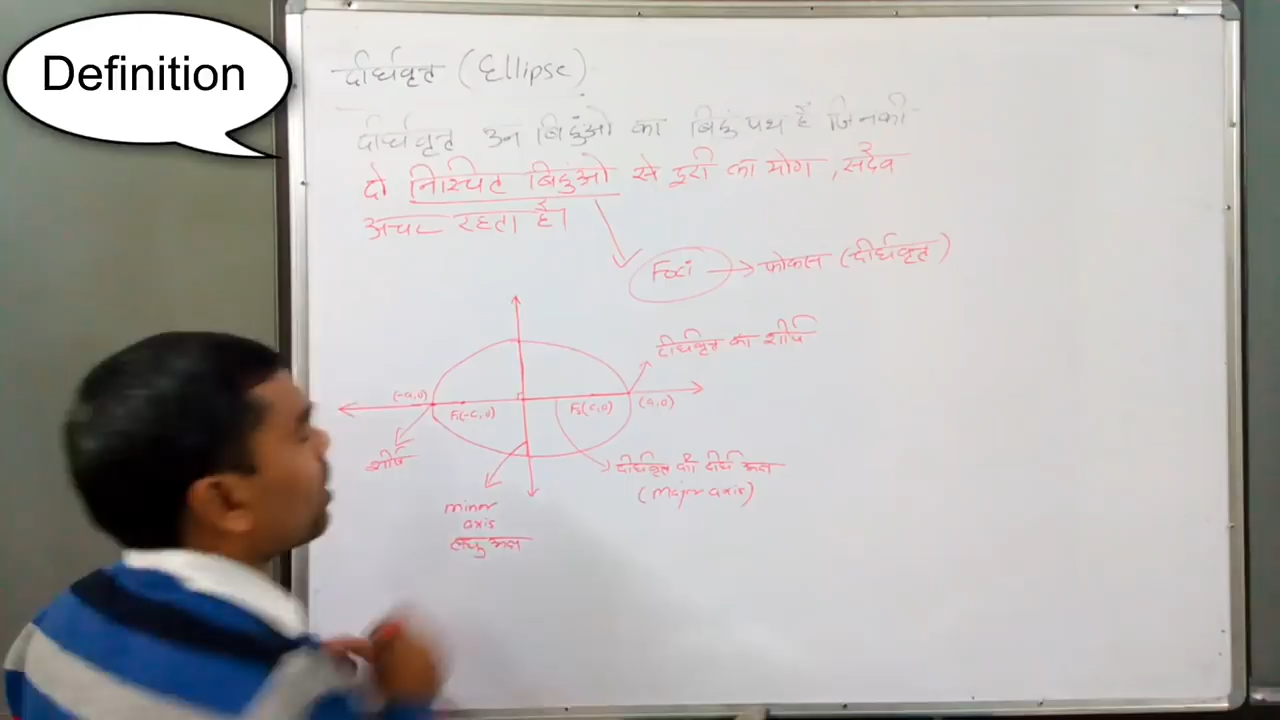 Definition
दीर्घवृत्त (Ellipse)
दीर्घवृत्त उन बिदुंओ का बिदुं पथ है जिनकी
दो निश्चित बिदुंओ से दूरी का योग , सदैव
अचर रहता है।
Foci → फोकस (दीर्घवृत्त)
दीर्घवृत्त का शीर्ष
(-a,0)
F₁(-c,0)
F₂(c,0)
(a,0)
शीर्ष
दीर्घवृत्त की दीर्घ अक्ष
(Major axis)
minor
axis
लघु अक्ष